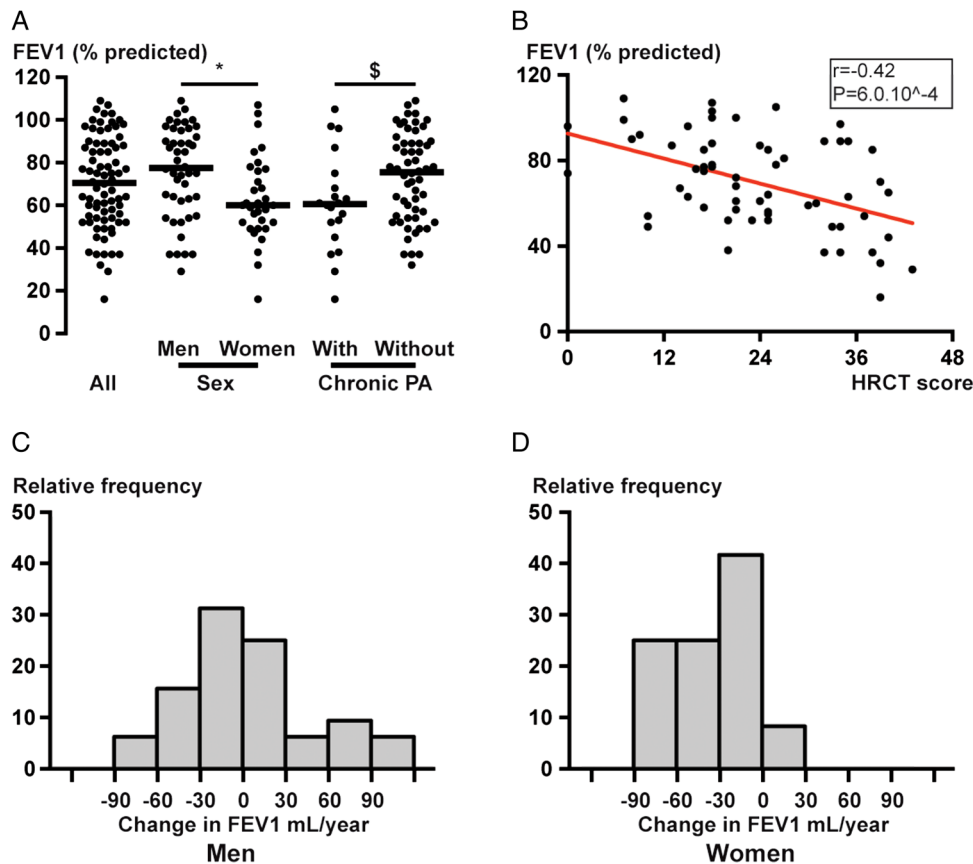 A
FEV1 (% predicted)
*
$
120
100
80
60
40
20
0
Men Women With Without
All Sex Chronic PA
B
FEV1 (% predicted)
r=-0.42
P=6.0.10^-4
120
80
40
0
0 12 24 36 48
HRCT score
C
Relative frequency
50
40
30
20
10
0
-90 -60 -30 0 30 60 90
Change in FEV1 mL/year
Men
D
Relative frequency
50
40
30
20
10
0
-90 -60 -30 0 30 60 90
Change in FEV1 mL/year
Women